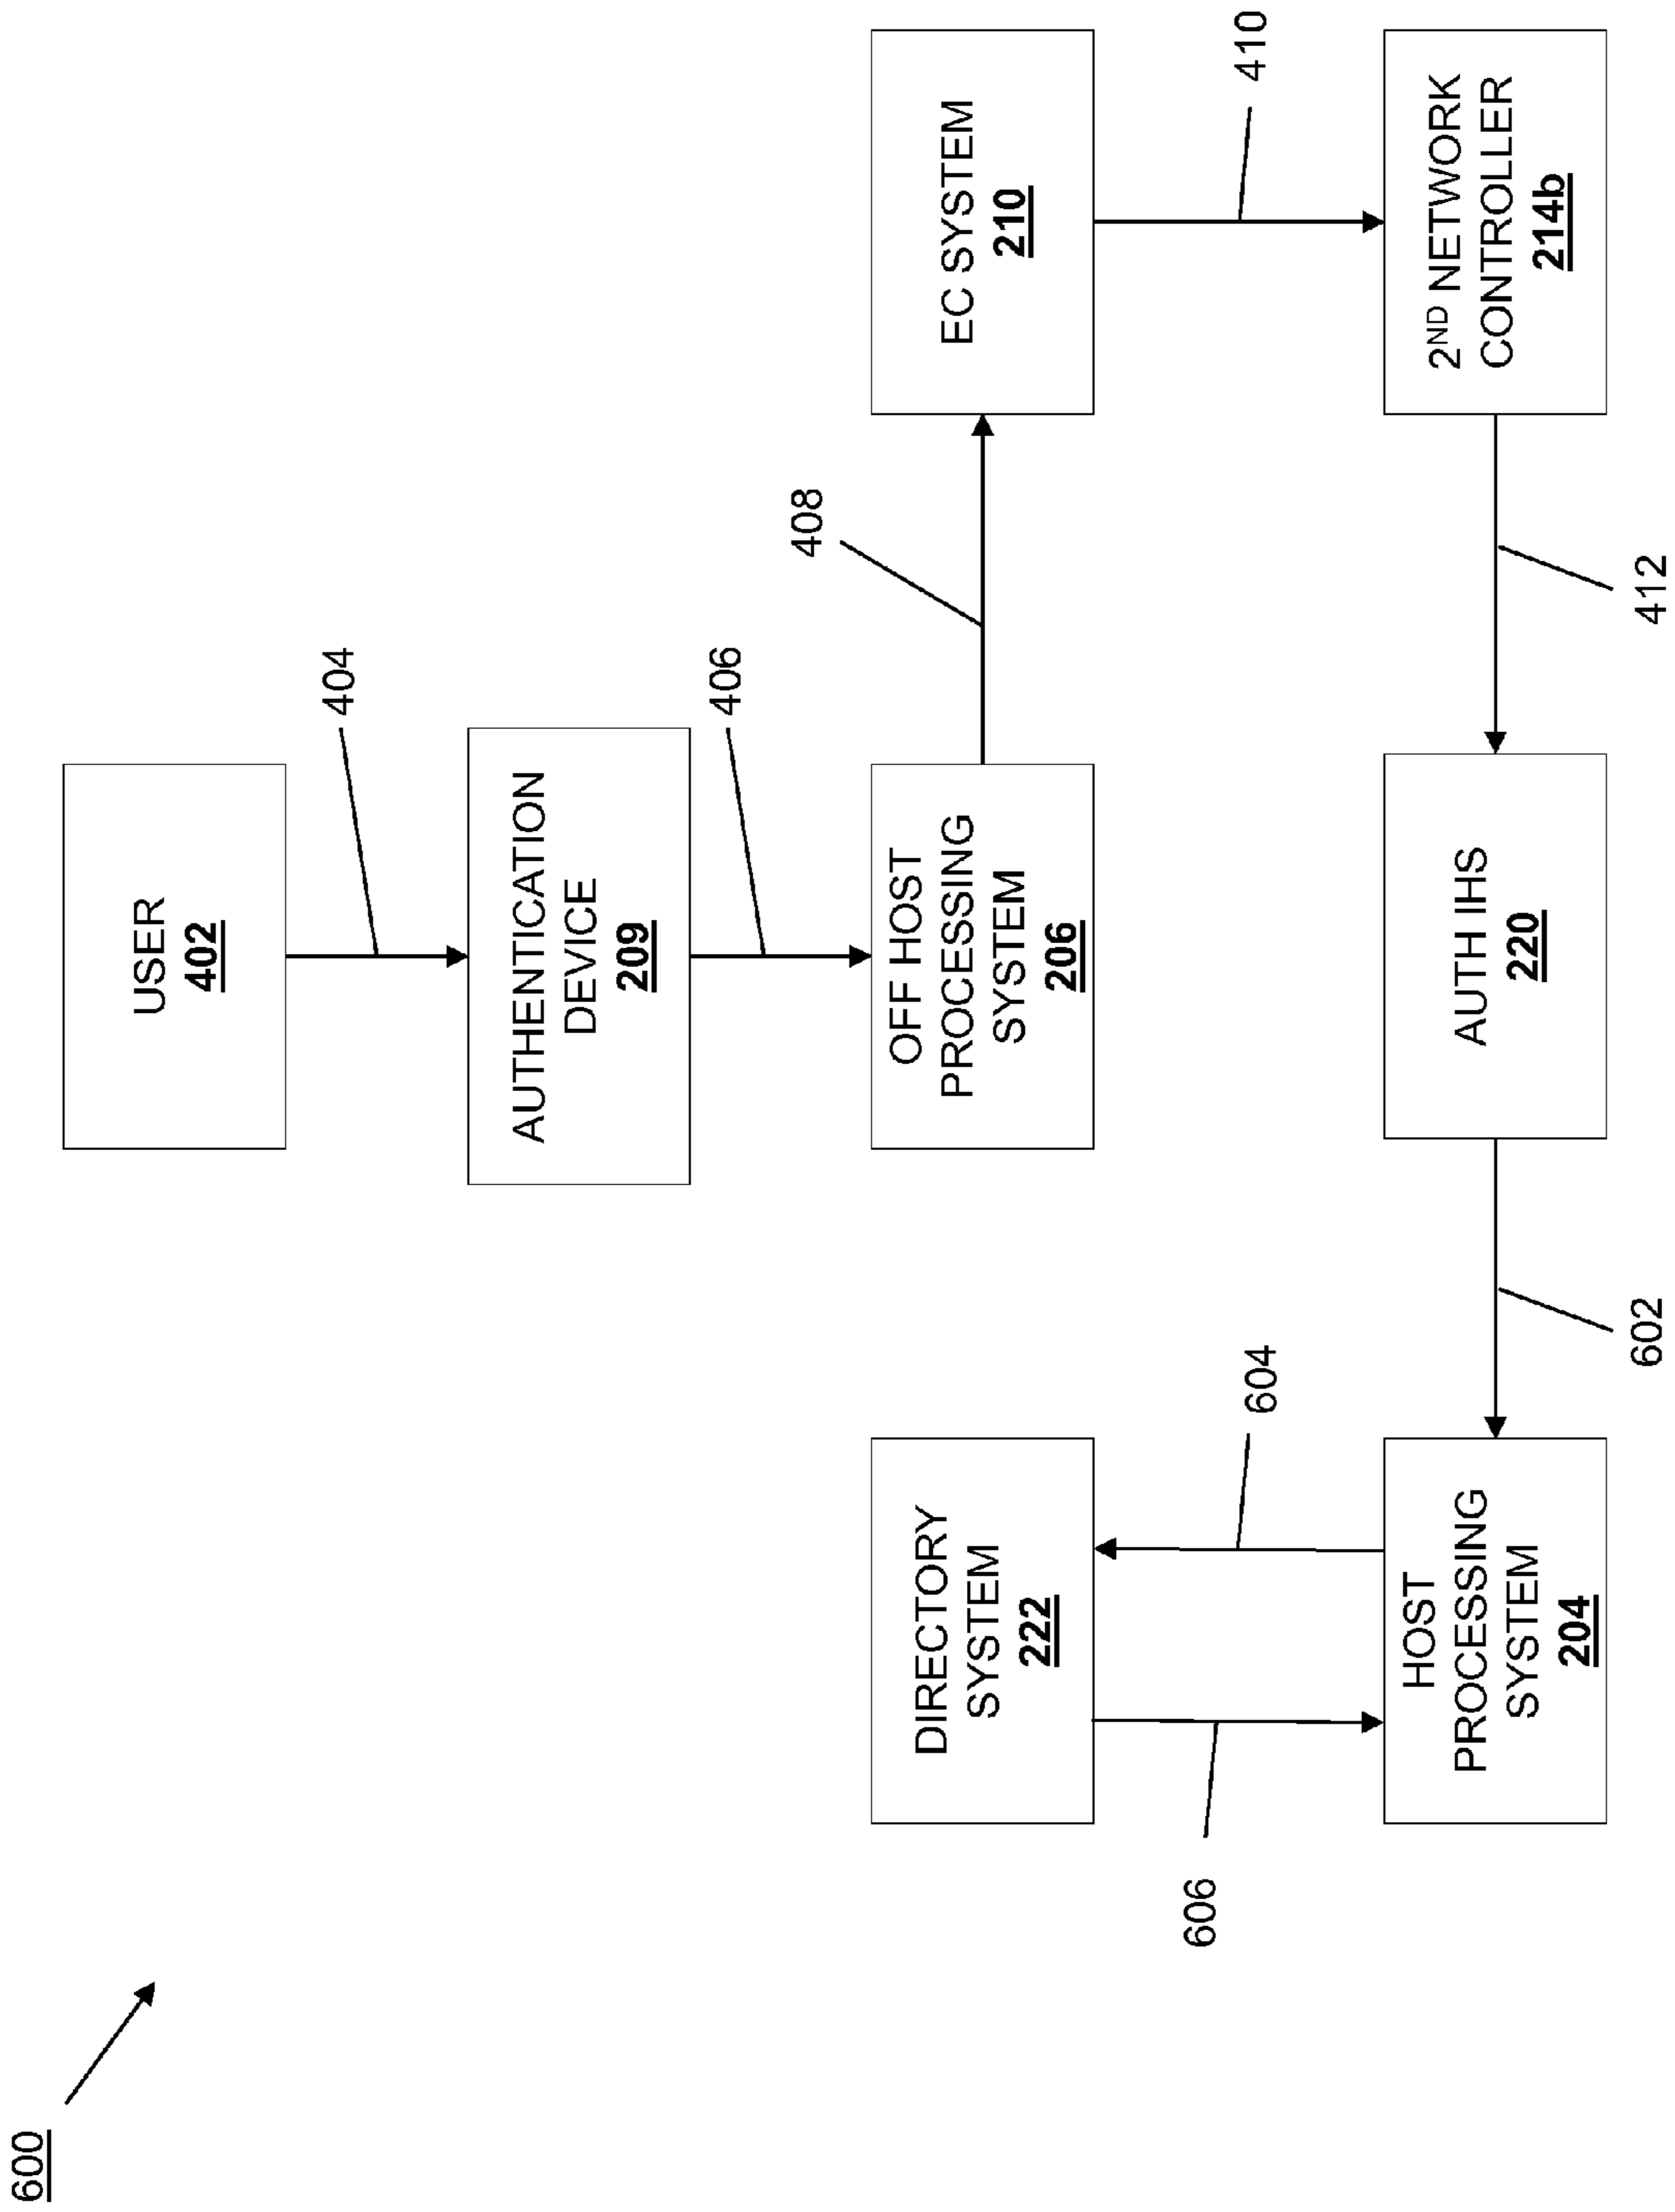 600
USER
402
404
AUTHENTICATION
DEVICE
209
406
DIRECTORY
SYSTEM
222
OFF HOST
PROCESSING
SYSTEM
206
408
EC SYSTEM
210
606
604
410
HOST
PROCESSING
SYSTEM
204
AUTH IHS
220
2ND NETWORK
CONTROLLER
214b
602
412